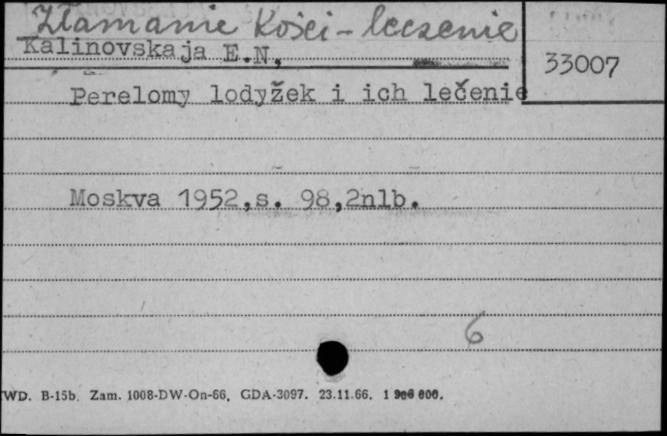 Złamanie kości - leczenie
Kalinovskaja E.N,
33007
Perelomy lodyžek i ich lečenie
Moskva 1952,s. 98,2nlb.
6
WD. B-15b. Zam. 1008-DW-On-66. GDA-3097. 23.11.66.